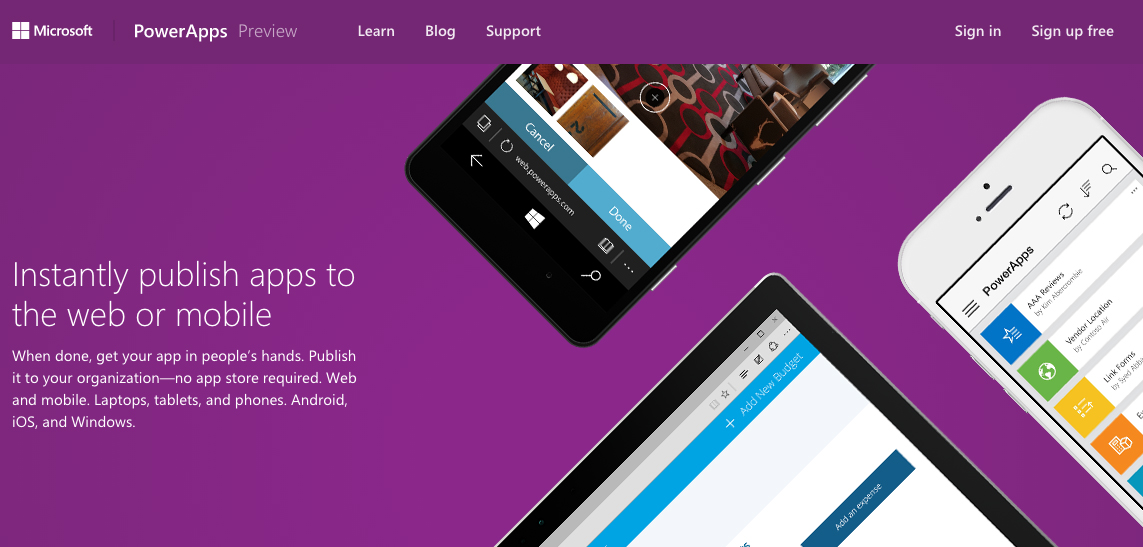 Microsoft PowerApps Preview Learn Blog Support Sign in Sign up free
Cancel
Done
web.powerapps.com
Instantly publish apps to
the web or mobile
When done, get your app in people's hands. Publish
it to your organization—no app store required. Web
and mobile. Laptops, tablets, and phones. Android,
iOS, and Windows.
Add New Budget
Add an expense
PowerApps
AAA Reviews
by Kim Abercrombie
Vendor Location
by Contoso Air
Link Forms